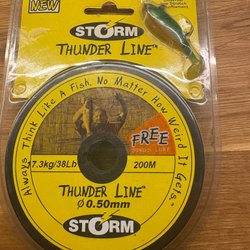 NEW
STORM
THUNDER LINE™
Always Think Like A Fish, No Matter How Weird It Gets.
FREE
17.3kg/38Lb
200M
THUNDER LINE
Ø 0.50mm
STORM